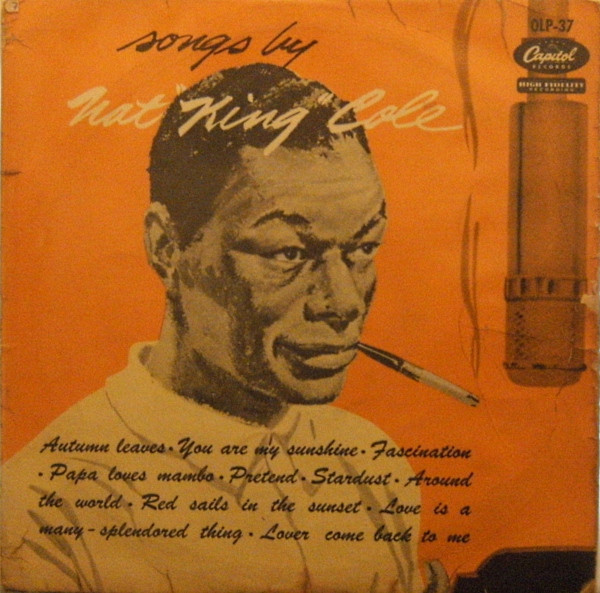 songs by
Nat "King" Cole
OLP-37
Capitol
RECORDS
HIGH FIDELITY
RECORDING
Autumn leaves · You are my sunshine · Fascination
· Papa loves mambo · Pretend · Stardust · Around
the world · Red sails in the sunset · Love is a
many-splendored thing · Lover come back to me